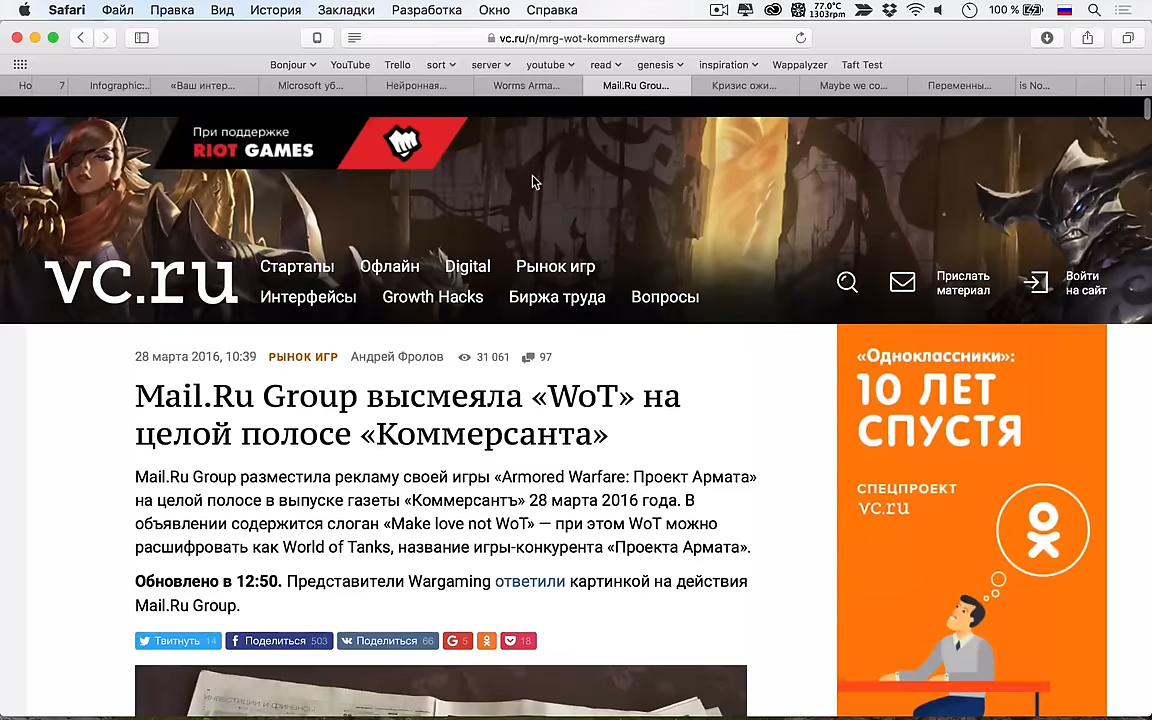 Safari Файл Правка Вид История Закладки Разработка Окно Справка 77.0°C 1303rpm 100 %
vc.ru/n/mrg-wot-kommers#warg
Bonjour YouTube Trello sort server youtube read genesis inspiration Wappalyzer Taft Test
Но 7 Infographic:... «Ваш интер... Microsoft уб... Нейронная... Worms Arma... Mail.Ru Grou... Кризис ожи... Maybe we co... Переменны... is No...
При поддержке
RIOT GAMES
vc.ru
Стартапы Офлайн Digital Рынок игр
Интерфейсы Growth Hacks Биржа труда Вопросы
Прислать
материал
Войти
на сайт
28 марта 2016, 10:39 РЫНОК ИГР Андрей Фролов 31 061 97
Mail.Ru Group высмеяла «WoT» на
целой полосе «Коммерсанта»
Mail.Ru Group разместила рекламу своей игры «Armored Warfare: Проект Армата»
на целой полосе в выпуске газеты «Коммерсантъ» 28 марта 2016 года. В
объявлении содержится слоган «Make love not WoT» — при этом WoT можно
расшифровать как World of Tanks, название игры-конкурента «Проекта Армата».
Обновлено в 12:50. Представители Wargaming ответили картинкой на действия
Mail.Ru Group.
Твитнуть 14 Поделиться 503 Поделиться 66 G 5 18
инвестиции и финансы
«Одноклассники»:
10 ЛЕТ
СПУСТЯ
СПЕЦПРОЕКТ
vc.ru